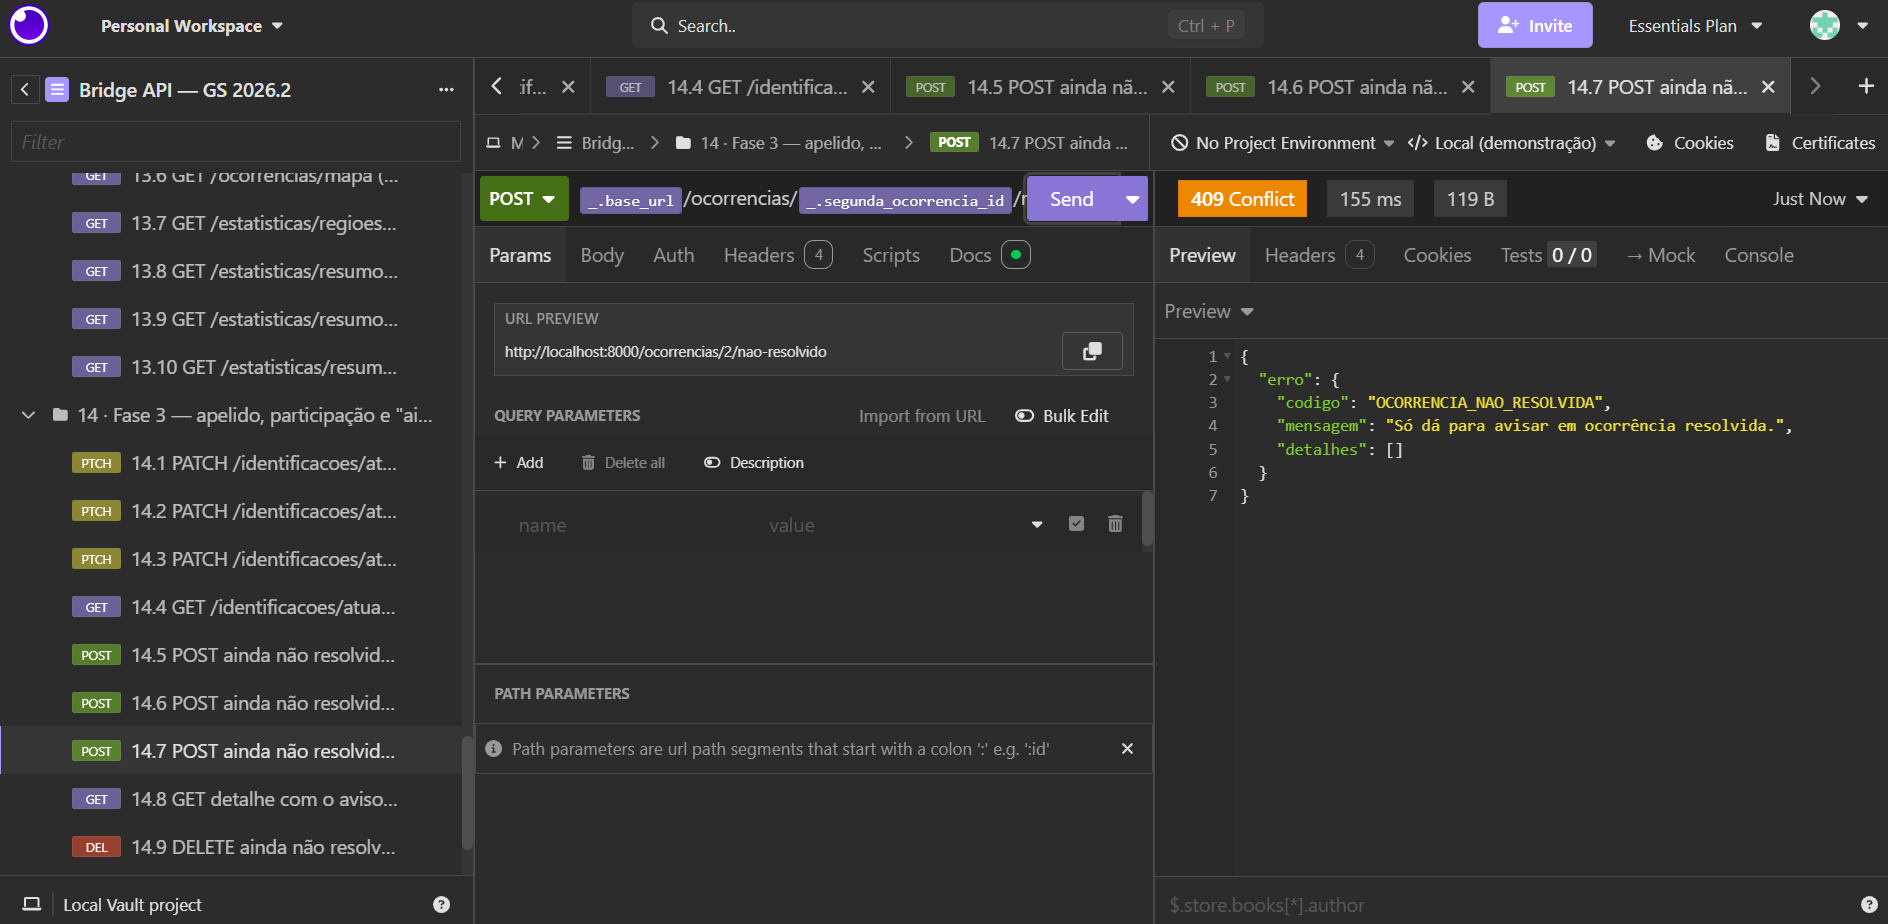 Personal Workspace
Search..
Ctrl + P
Invite
Essentials Plan
Bridge API — GS 2026.2
Filter
GET 13.6 GET /ocorrencias/mapa (...
GET 13.7 GET /estatisticas/regioes...
GET 13.8 GET /estatisticas/resumo...
GET 13.9 GET /estatisticas/resumo...
GET 13.10 GET /estatisticas/resum...
14 · Fase 3 — apelido, participação e "ai...
PTCH 14.1 PATCH /identificacoes/at...
PTCH 14.2 PATCH /identificacoes/at...
PTCH 14.3 PATCH /identificacoes/at...
GET 14.4 GET /identificacoes/atua...
POST 14.5 POST ainda não resolvid...
POST 14.6 POST ainda não resolvid...
POST 14.7 POST ainda não resolvid...
GET 14.8 GET detalhe com o aviso...
DEL 14.9 DELETE ainda não resolv...
Local Vault project
if...
GET 14.4 GET /identifica...
POST 14.5 POST ainda nã...
POST 14.6 POST ainda nã...
POST 14.7 POST ainda nã...
M
Bridg...
14 · Fase 3 — apelido, ...
POST 14.7 POST ainda ...
No Project Environment
Local (demonstração)
Cookies
Certificates
POST
_.base_url/ocorrencias/_.segunda_ocorrencia_id/r
Send
409 Conflict
155 ms
119 B
Just Now
Params
Body
Auth
Headers 4
Scripts
Docs
URL PREVIEW
http://localhost:8000/ocorrencias/2/nao-resolvido
QUERY PARAMETERS
Import from URL
Bulk Edit
Add
Delete all
Description
name
value
PATH PARAMETERS
Path parameters are url path segments that start with a colon ':' e.g. ':id'
Preview
Headers 4
Cookies
Tests 0 / 0
→ Mock
Console
Preview
1 {
2 "erro": {
3 "codigo": "OCORRENCIA_NAO_RESOLVIDA",
4 "mensagem": "Só dá para avisar em ocorrência resolvida.",
5 "detalhes": []
6 }
7 }
$.store.books[*].author